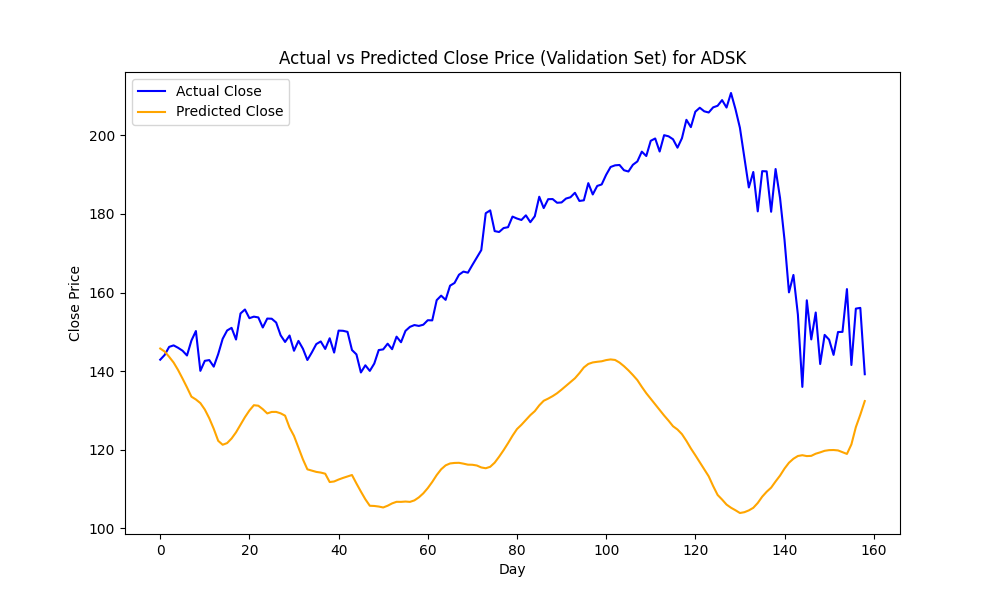 Actual vs Predicted Close Price (Validation Set) for ADSK
Actual Close
Predicted Close
Close Price
200
180
160
140
120
100
0 20 40 60 80 100 120 140 160
Day